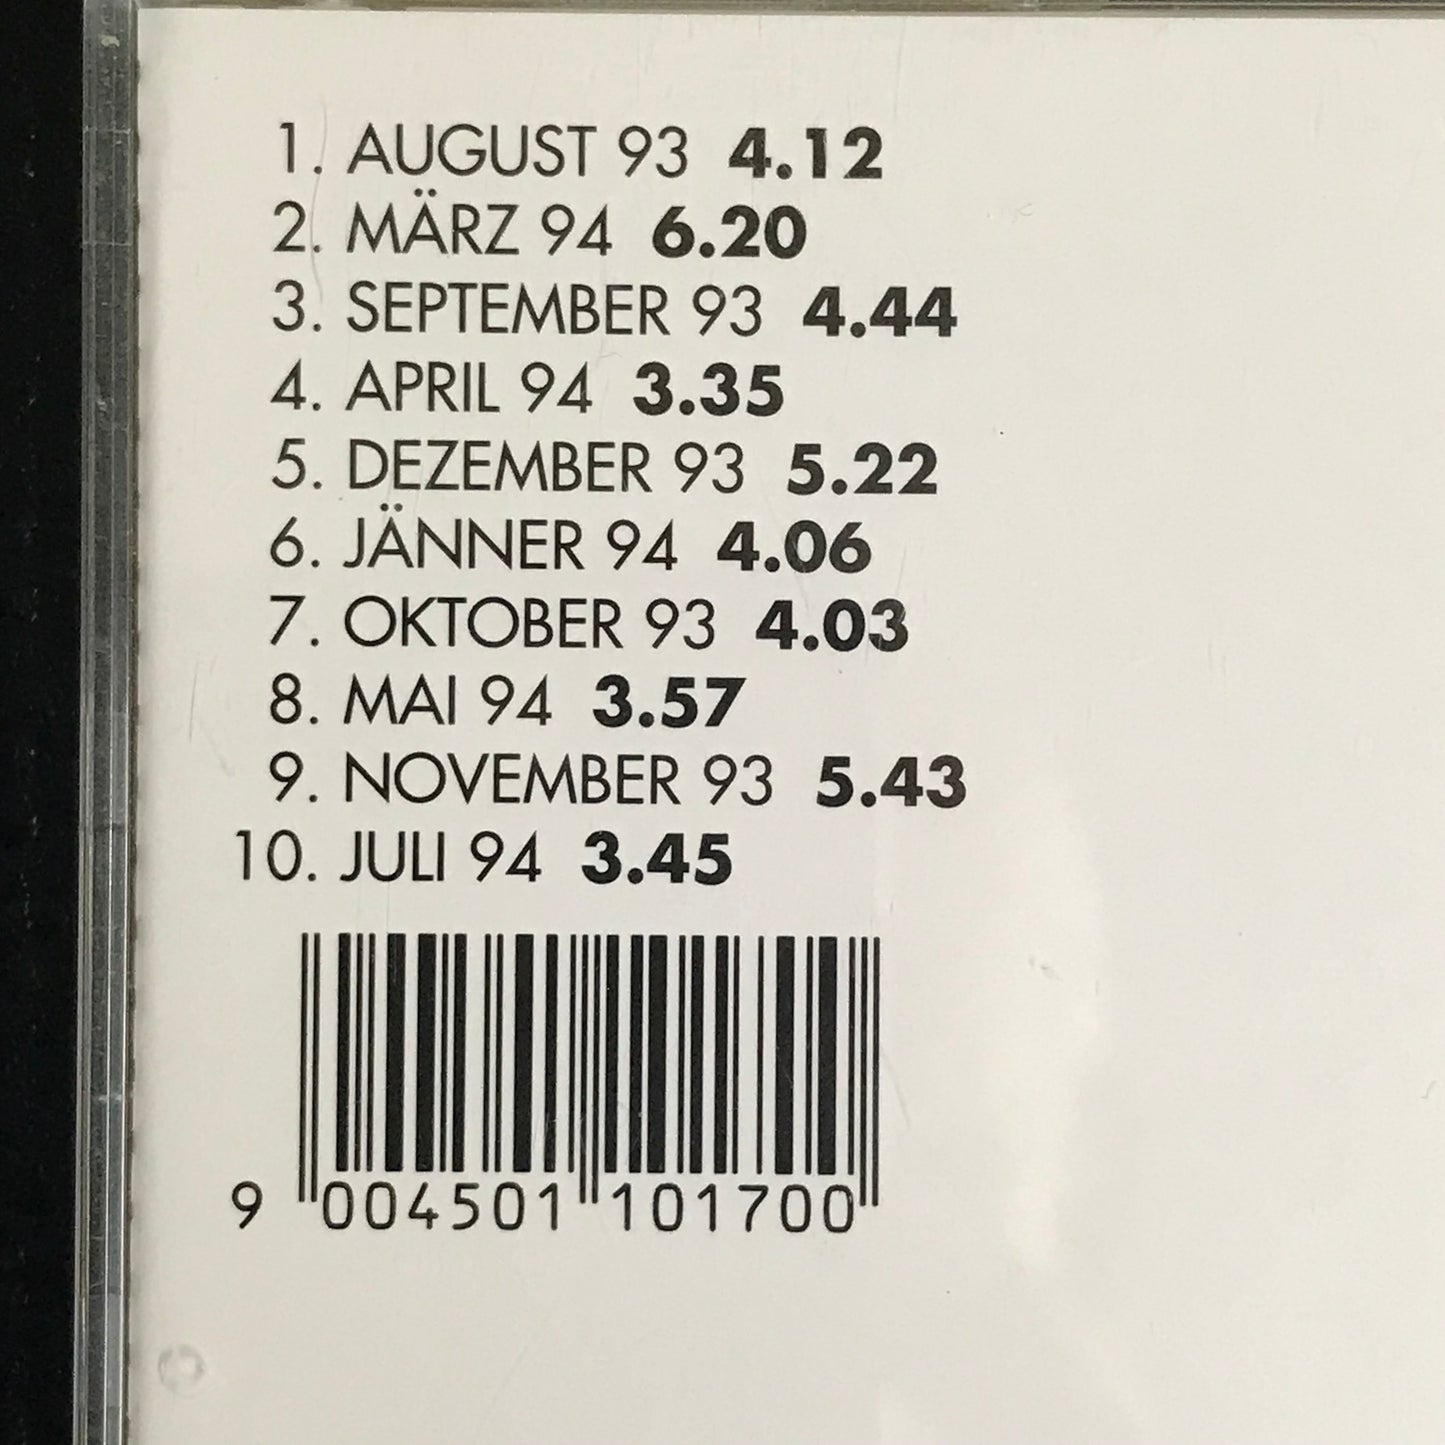 1. AUGUST 93 4.12
2. MÄRZ 94 6.20
3. SEPTEMBER 93 4.44
4. APRIL 94 3.35
5. DEZEMBER 93 5.22
6. JÄNNER 94 4.06
7. OKTOBER 93 4.03
8. MAI 94 3.57
9. NOVEMBER 93 5.43
10. JULI 94 3.45
9 004501 101700